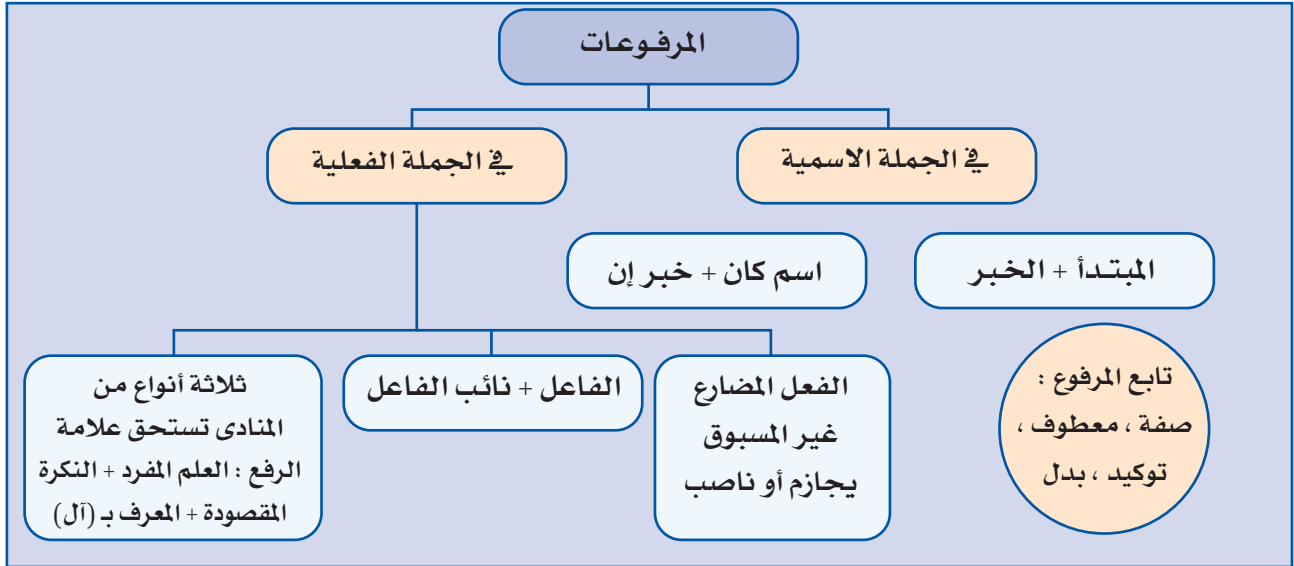 المرفوعات
في الجملة الاسمية
في الجملة الفعلية
المبتدأ + الخبر
اسم كان + خبر إن
تابع المرفوع :
صفة ، معطوف ،
توكيد ، بدل
الفعل المضارع
غير المسبوق
يجازم أو ناصب
الفاعل + نائب الفاعل
ثلاثة أنواع من
المنادى تستحق علامة
الرفع : العلم المفرد + النكرة
المقصودة + المعرف بـ (آل)